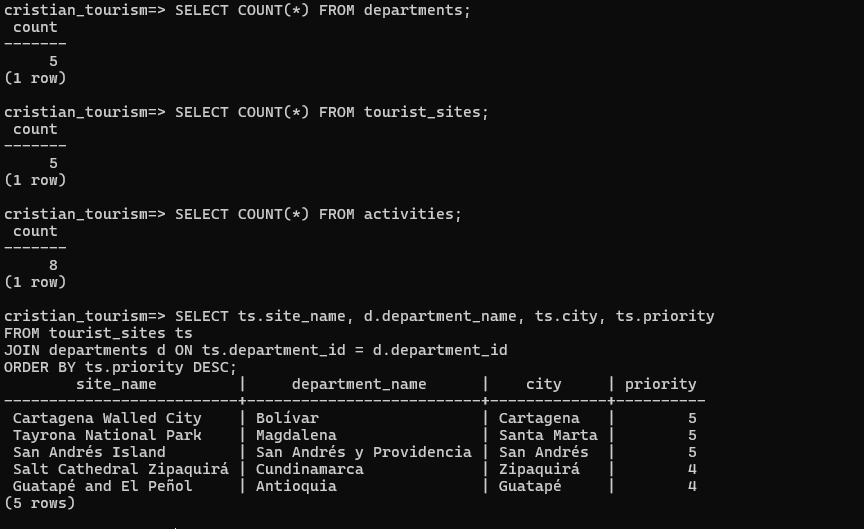 cristian_tourism=> SELECT COUNT(*) FROM departments;
 count
-------
     5
(1 row)

cristian_tourism=> SELECT COUNT(*) FROM tourist_sites;
 count
-------
     5
(1 row)

cristian_tourism=> SELECT COUNT(*) FROM activities;
 count
-------
     8
(1 row)

cristian_tourism=> SELECT ts.site_name, d.department_name, ts.city, ts.priority
FROM tourist_sites ts
JOIN departments d ON ts.department_id = d.department_id
ORDER BY ts.priority DESC;
        site_name         |     department_name      |    city     | priority
--------------------------+--------------------------+-------------+----------
 Cartagena Walled City    | Bolívar                  | Cartagena   |        5
 Tayrona National Park    | Magdalena                | Santa Marta |        5
 San Andrés Island        | San Andrés y Providencia | San Andrés  |        5
 Salt Cathedral Zipaquirá | Cundinamarca             | Zipaquirá   |        4
 Guatapé and El Peñol     | Antioquia                | Guatapé     |        4
(5 rows)